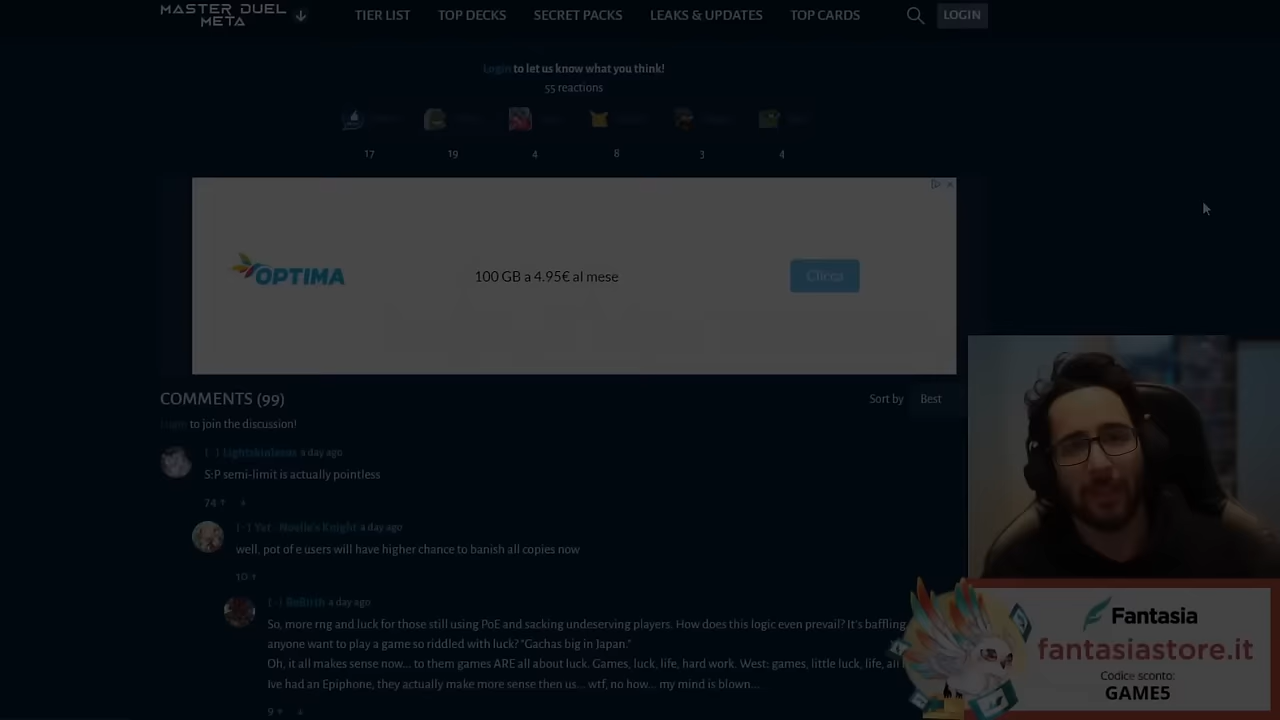 MASTER DUEL
META
TIER LIST
TOP DECKS
SECRET PACKS
LEAKS & UPDATES
TOP CARDS
LOGIN
Login to let us know what you think!
55 reactions
17
19
4
8
3
4
OPTIMA
100 GB a 4.95€ al mese
Clicca
COMMENTS (99)
Sort by
Best
Login to join the discussion!
a day ago
S:P semi-limit is actually pointless
74
Noelle's Knight a day ago
well, pot of e users will have higher chance to banish all copies now
10
a day ago
So, more rng and luck for those still using PoE and sacking undeserving players. How does this logic even prevail? It's baffling,
anyone want to play a game so riddled with luck? "Gachas big in Japan."
Oh, it all makes sense now... to them games ARE all about luck. Games, luck, life, hard work. West: games, little luck, life, all
Ive had an Epiphone, they actually make more sense then us... wtf, no how... my mind is blown...
9
Fantasia
fantasiastore.it
Codice sconto:
GAME5